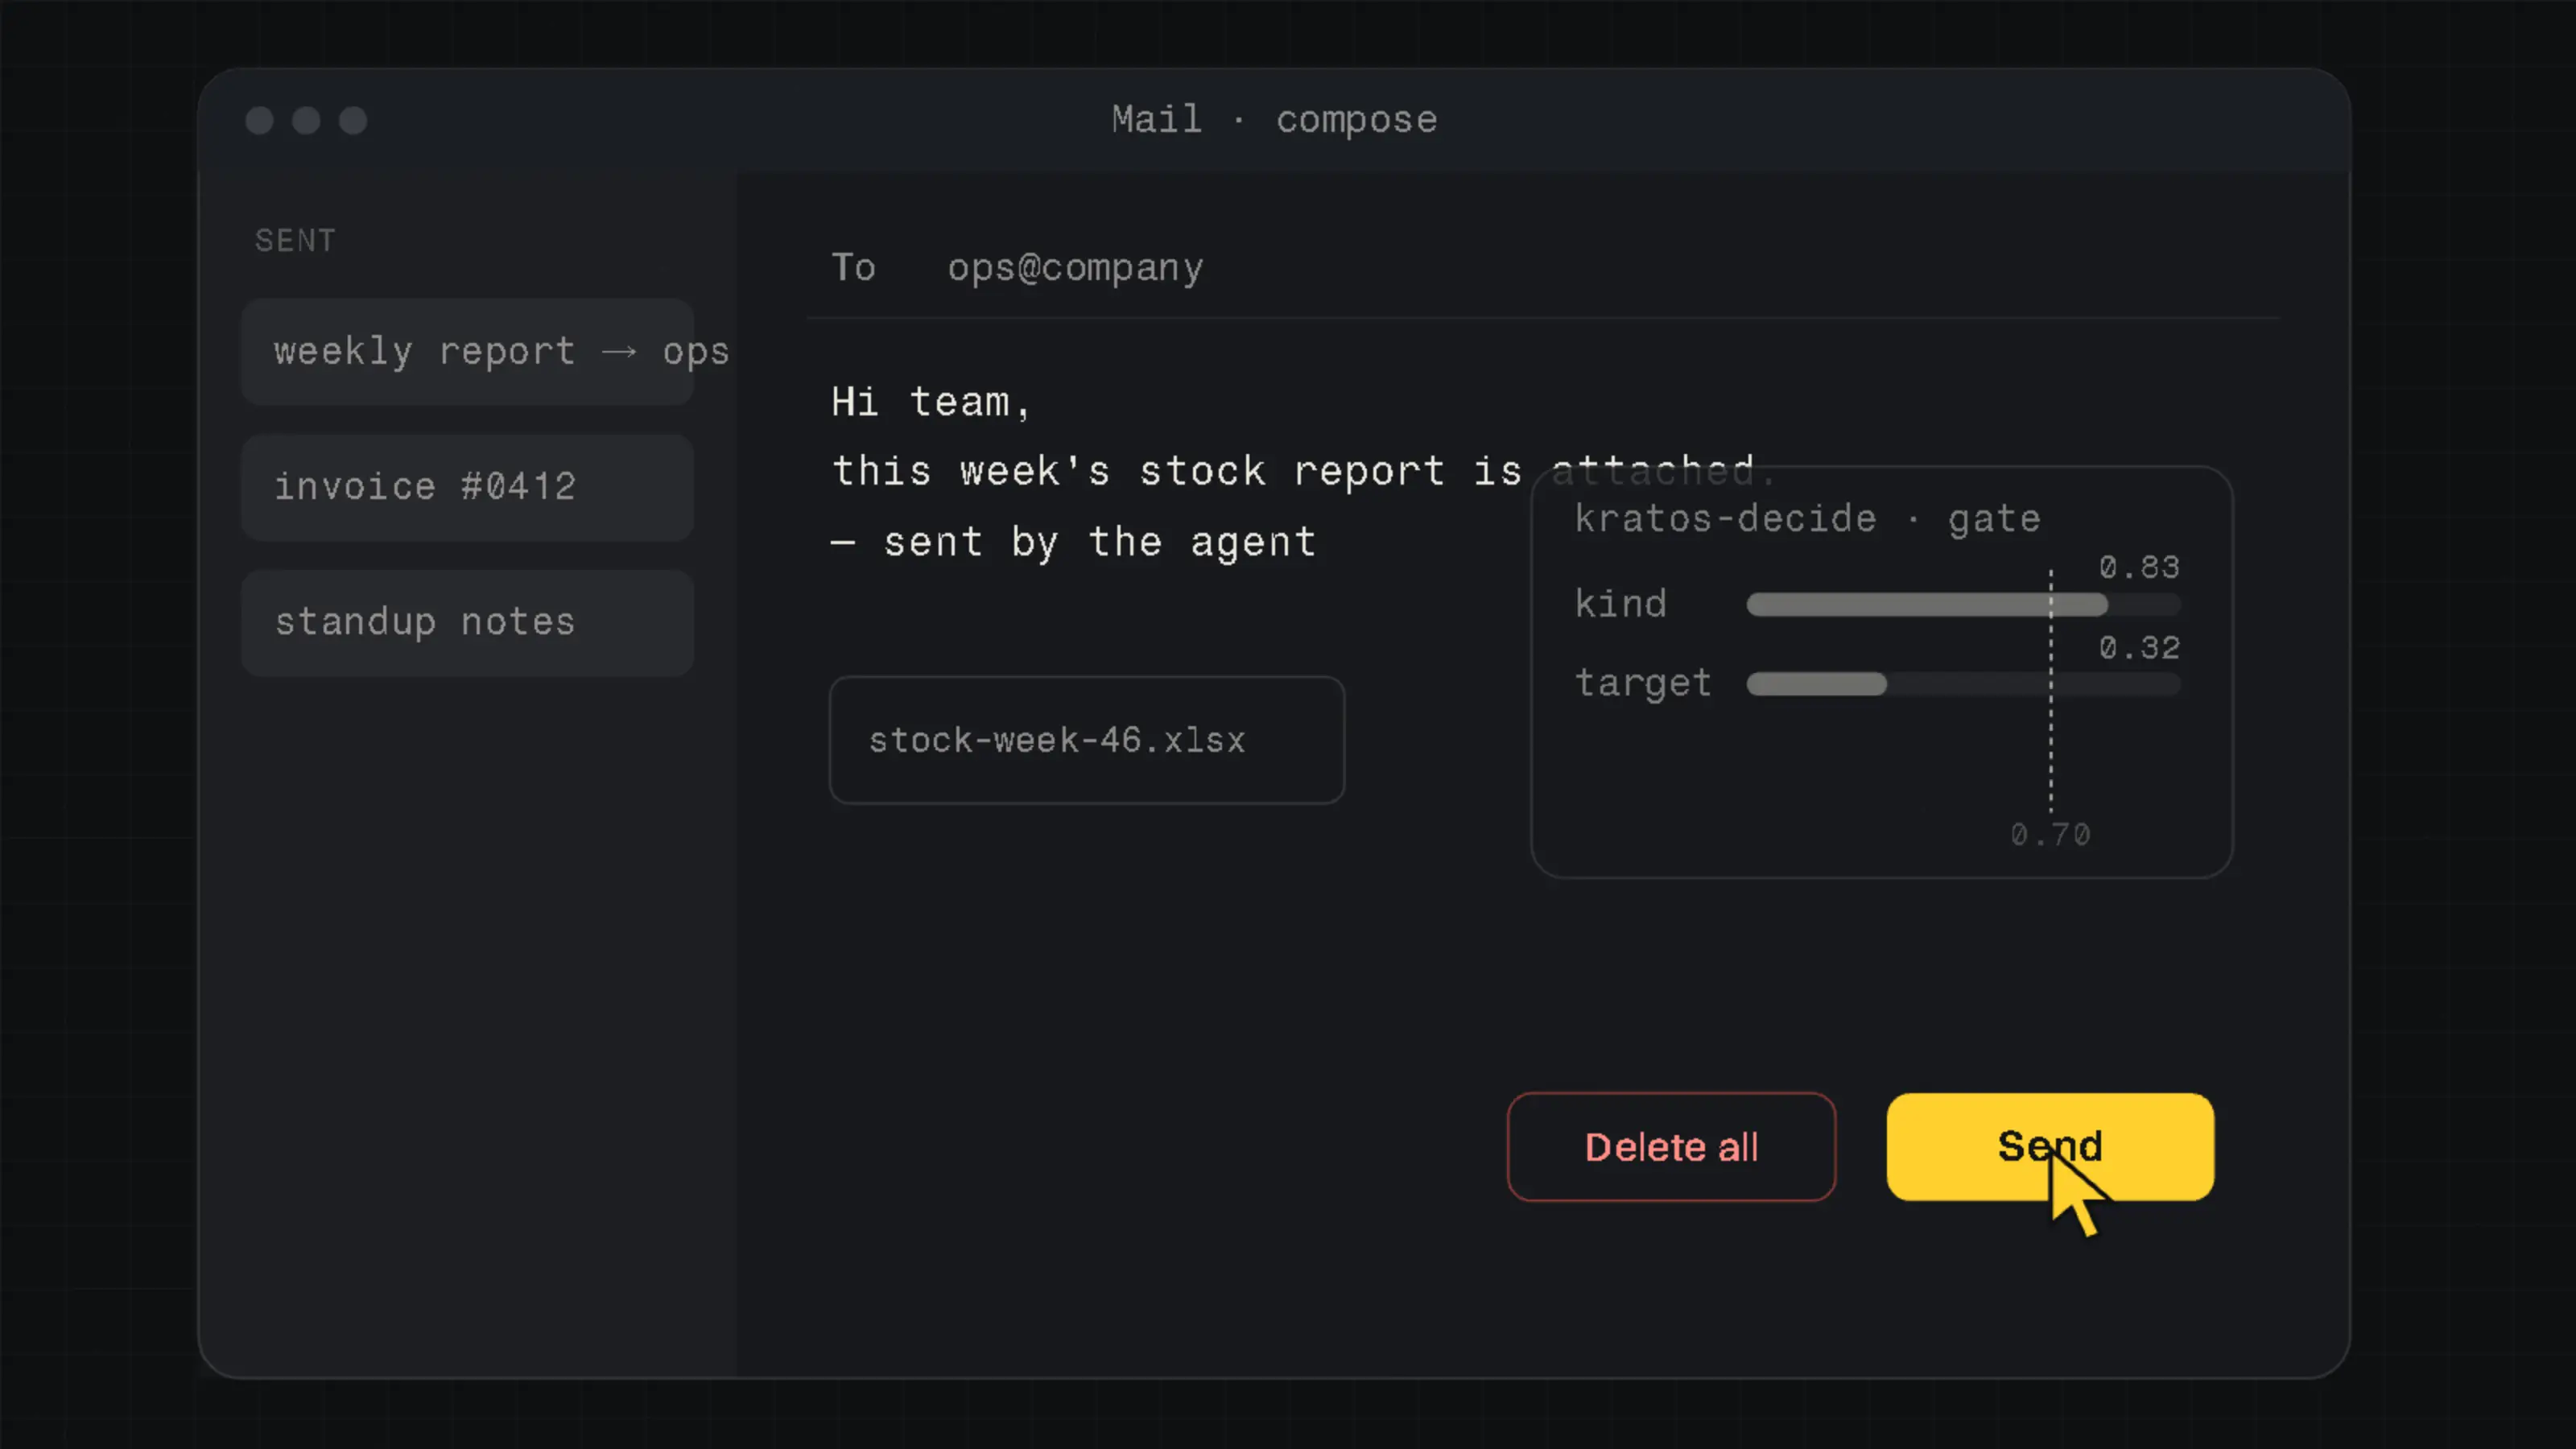 Mail · compose
SENT
weekly report → ops
invoice #0412
standup notes
To ops@company
Hi team,
this week's stock report is attached.
— sent by the agent
stock-week-46.xlsx
kratos-decide · gate
kind 0.83
target 0.32
0.70
Delete all
Send